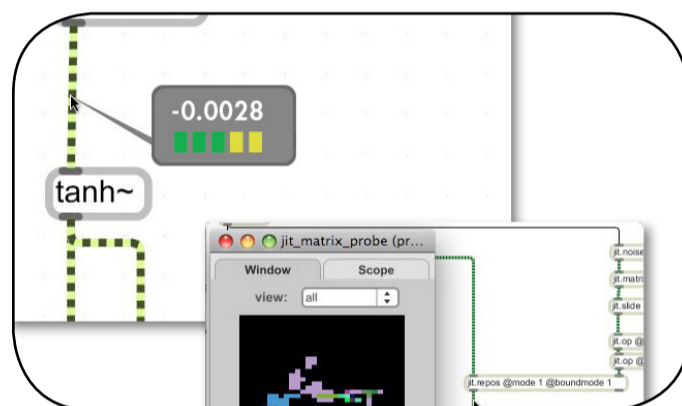 -0.0028
tanh~
jit_matrix_probe (pr...
Window Scope
view: all
jit.noise
jit.matri
jit.slide
jit.op @
jit.op @
jit.repos @mode 1 @boundmode 1